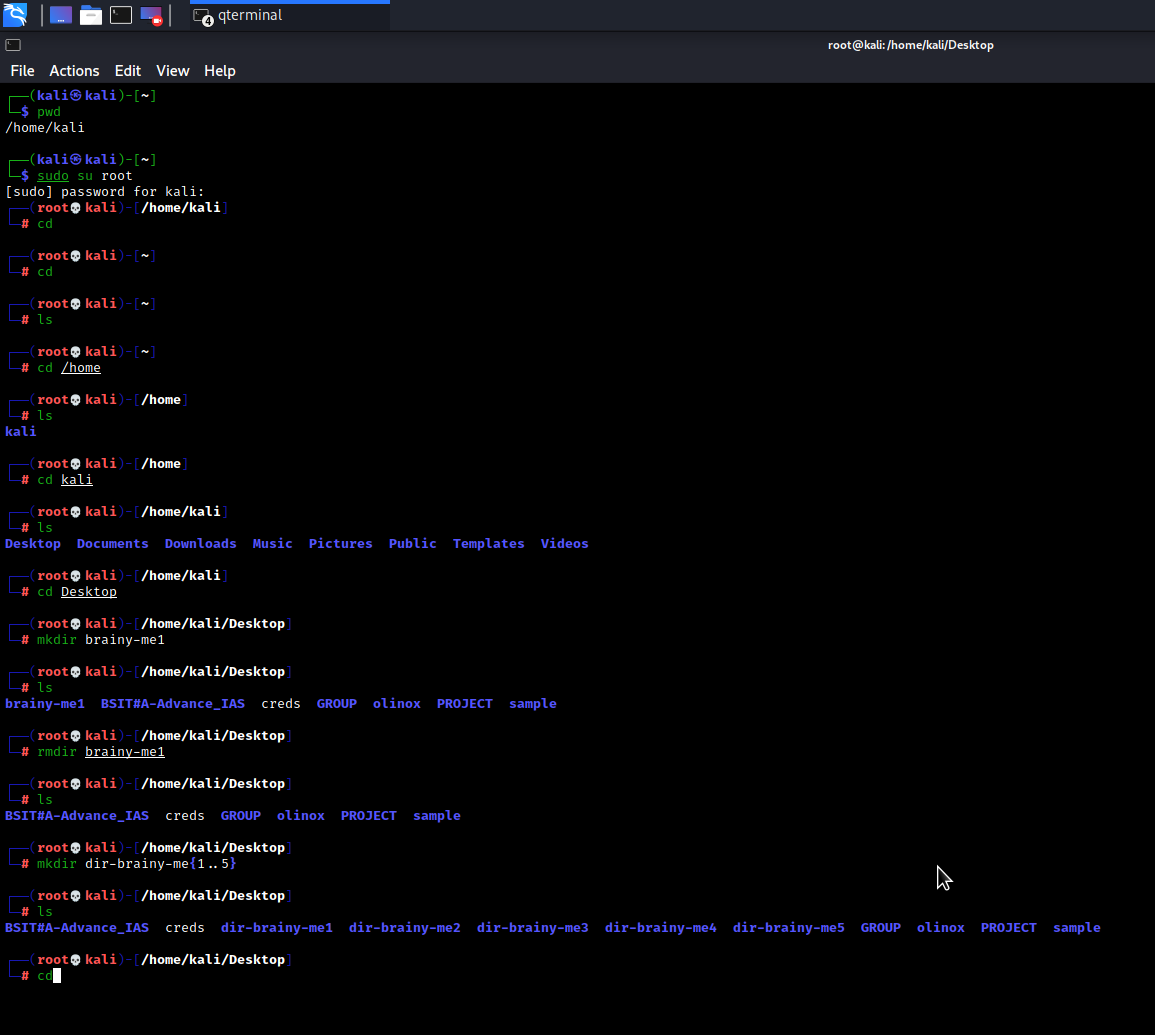 4 qterminal
root@kali:/home/kali/Desktop
File Actions Edit View Help
┌──(kali㉿kali)-[~]
└─$ pwd
/home/kali
┌──(kali㉿kali)-[~]
└─$ sudo su root
[sudo] password for kali:
┌──(root💀kali)-[/home/kali]
└─# cd
┌──(root💀kali)-[~]
└─# cd
┌──(root💀kali)-[~]
└─# ls
┌──(root💀kali)-[~]
└─# cd /home
┌──(root💀kali)-[/home]
└─# ls
kali
┌──(root💀kali)-[/home]
└─# cd kali
┌──(root💀kali)-[/home/kali]
└─# ls
Desktop Documents Downloads Music Pictures Public Templates Videos
┌──(root💀kali)-[/home/kali]
└─# cd Desktop
┌──(root💀kali)-[/home/kali/Desktop]
└─# mkdir brainy-me1
┌──(root💀kali)-[/home/kali/Desktop]
└─# ls
brainy-me1 BSIT#A-Advance_IAS creds GROUP olinox PROJECT sample
┌──(root💀kali)-[/home/kali/Desktop]
└─# rmdir brainy-me1
┌──(root💀kali)-[/home/kali/Desktop]
└─# ls
BSIT#A-Advance_IAS creds GROUP olinox PROJECT sample
┌──(root💀kali)-[/home/kali/Desktop]
└─# mkdir dir-brainy-me{1..5}
┌──(root💀kali)-[/home/kali/Desktop]
└─# ls
BSIT#A-Advance_IAS creds dir-brainy-me1 dir-brainy-me2 dir-brainy-me3 dir-brainy-me4 dir-brainy-me5 GROUP olinox PROJECT sample
┌──(root💀kali)-[/home/kali/Desktop]
└─# cd